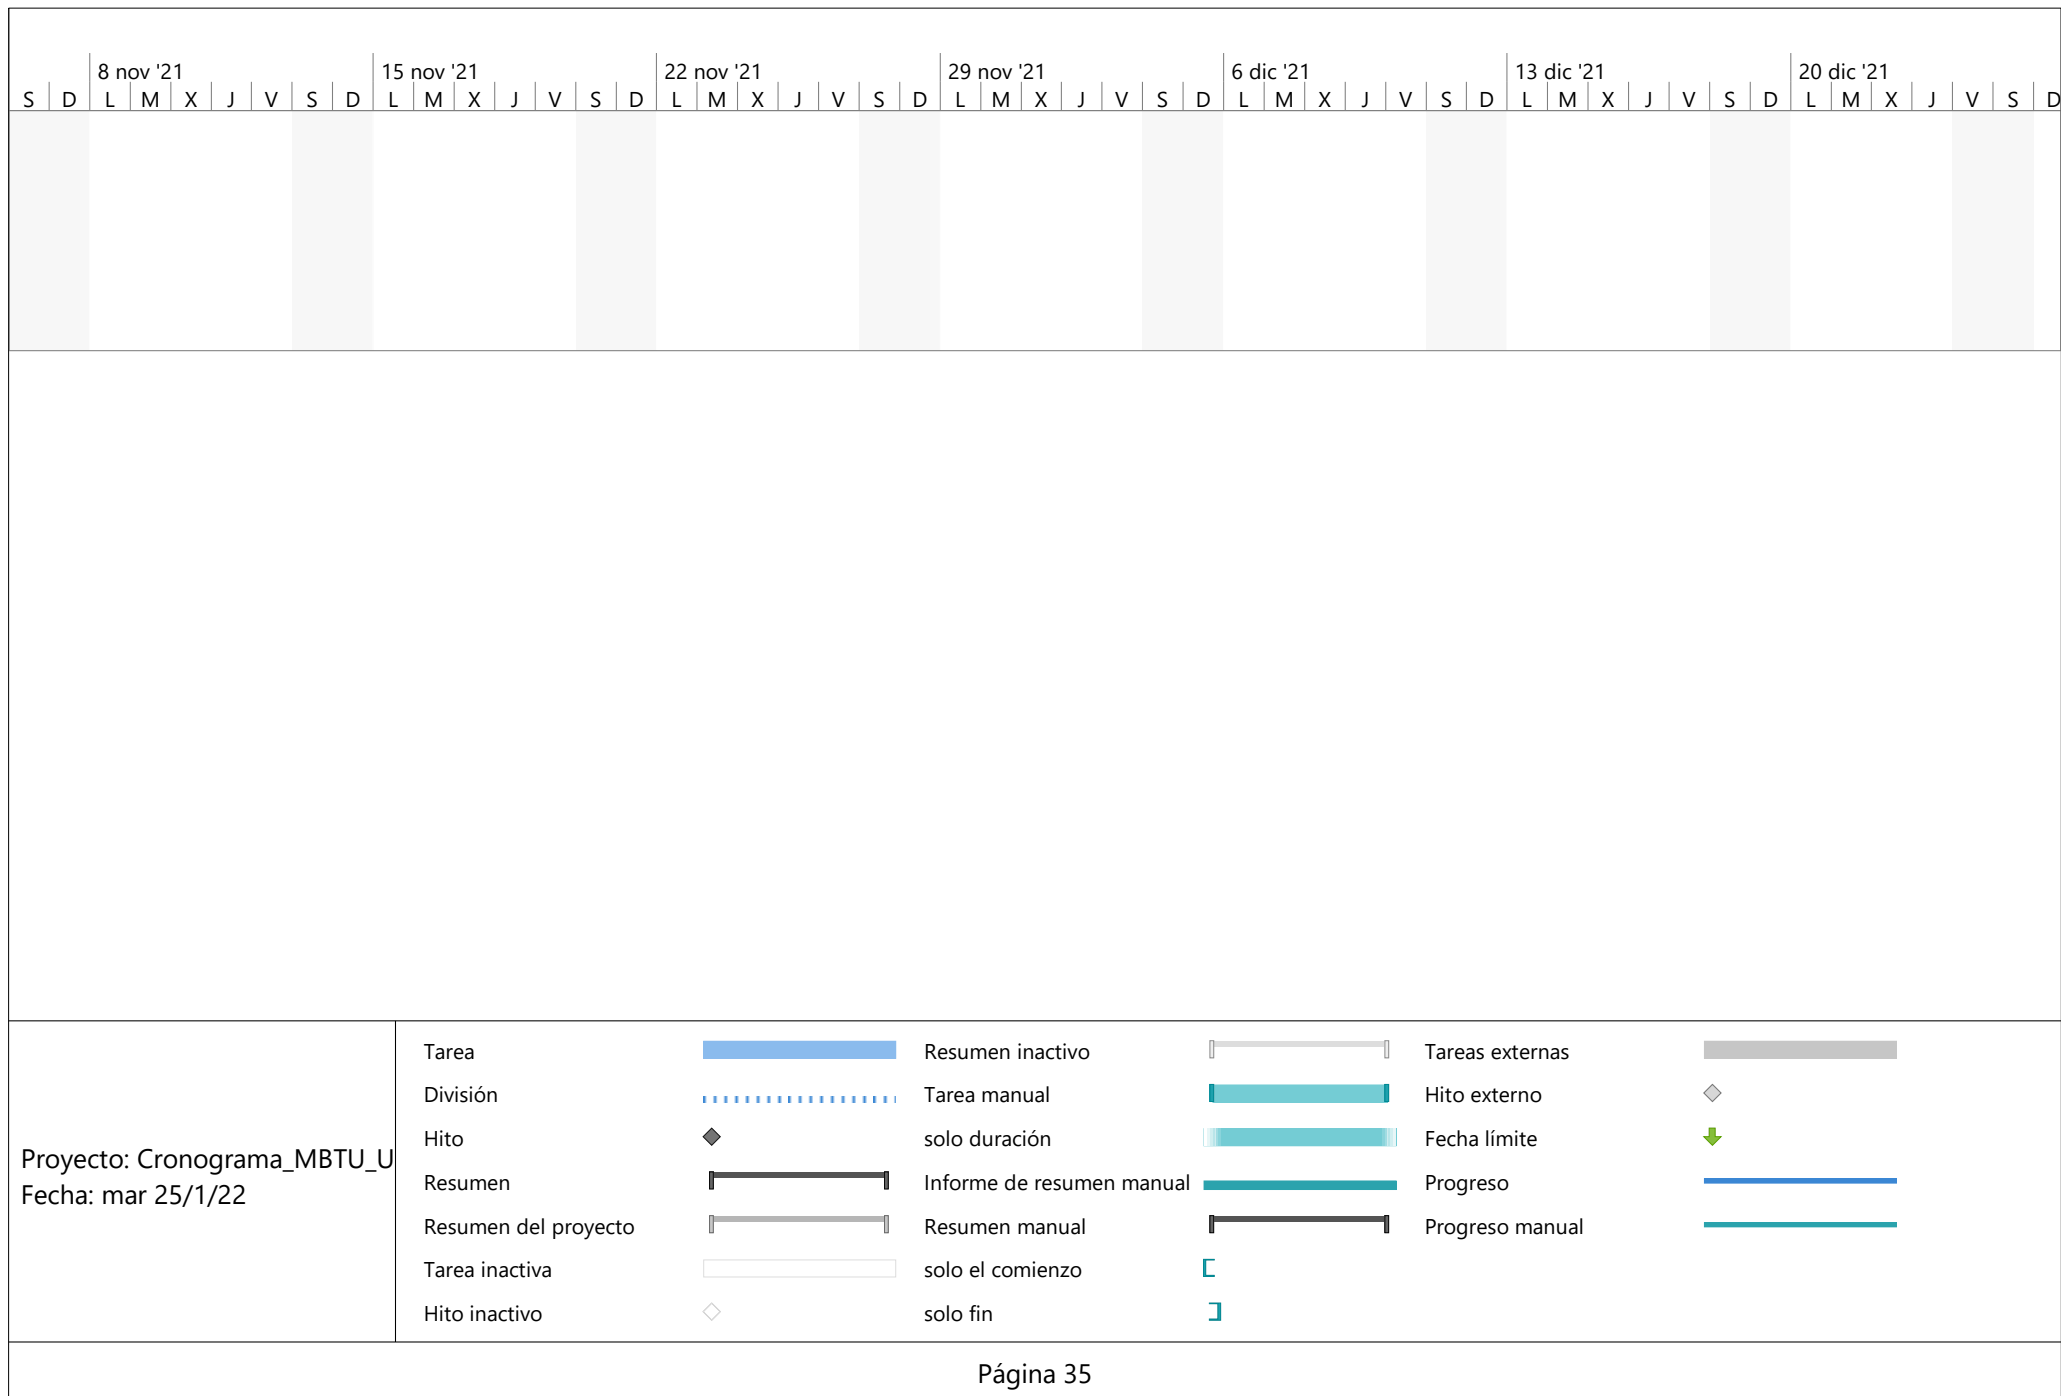 8 nov '21 15 nov '21 22 nov '21 29 nov '21 6 dic '21 13 dic '21 20 dic '21
S D L M X J V S D L M X J V S D L M X J V S D L M X J V S D L M X J V S D L M X J V S D L M X J V S D
Tarea
División
Hito
Resumen
Resumen del proyecto
Tarea inactiva
Hito inactivo
Resumen inactivo
Tarea manual
solo duración
Informe de resumen manual
Resumen manual
solo el comienzo
solo fin
Tareas externas
Hito externo
Fecha límite
Progreso
Progreso manual
Proyecto: Cronograma_MBTU_U
Fecha: mar 25/1/22
Página 35